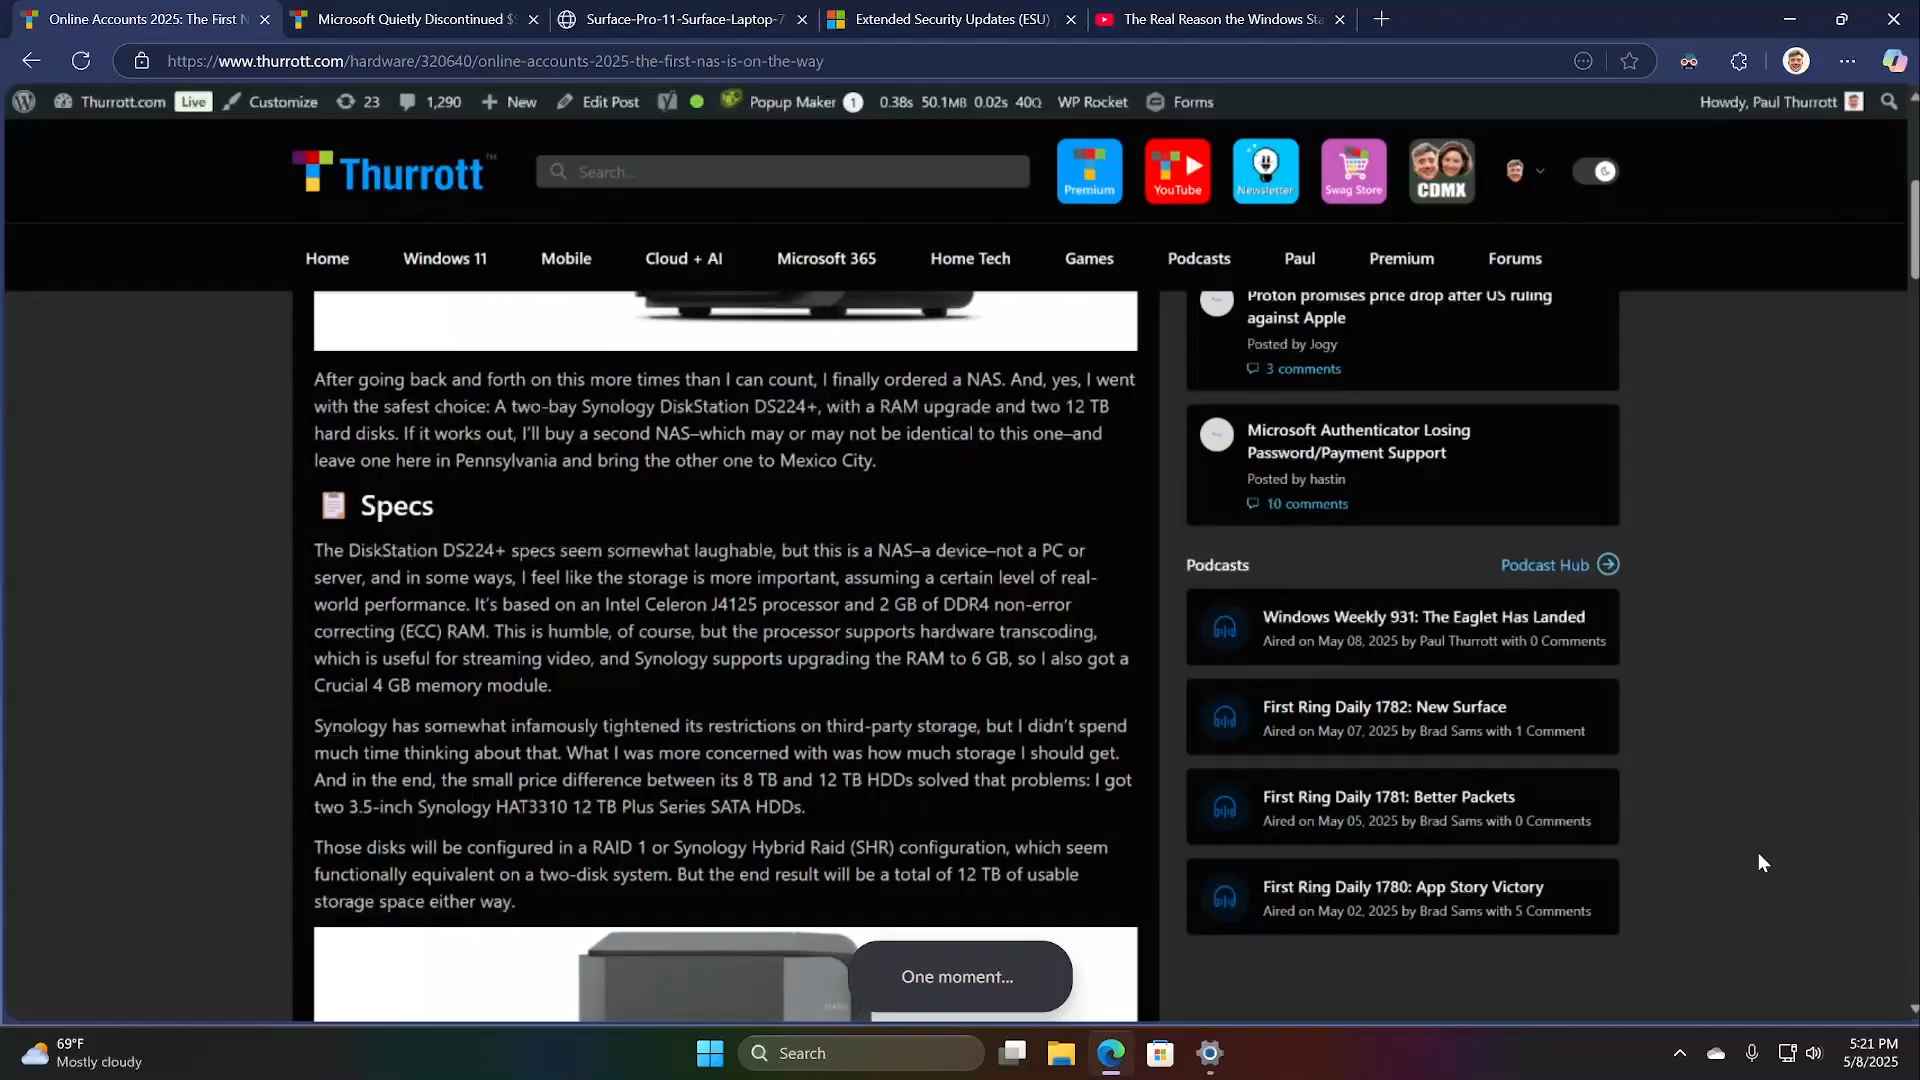 Online Accounts 2025: The First N
Microsoft Quietly Discontinued $
Surface-Pro-11-Surface-Laptop-7
Extended Security Updates (ESU)
The Real Reason the Windows Sta
https://www.thurrott.com/hardware/320640/online-accounts-2025-the-first-nas-is-on-the-way
Thurrott.com Live Customize 23 1,290 New Edit Post Popup Maker 1 0.38s 50.1MB 0.02s 40Q WP Rocket Forms Howdy, Paul Thurrott
Thurrott™
Search...
Premium
YouTube
Newsletter
Swag Store
CDMX
Home Windows 11 Mobile Cloud + AI Microsoft 365 Home Tech Games Podcasts Paul Premium Forums
After going back and forth on this more times than I can count, I finally ordered a NAS. And, yes, I went
with the safest choice: A two-bay Synology DiskStation DS224+, with a RAM upgrade and two 12 TB
hard disks. If it works out, I'll buy a second NAS–which may or may not be identical to this one–and
leave one here in Pennsylvania and bring the other one to Mexico City.
Specs
The DiskStation DS224+ specs seem somewhat laughable, but this is a NAS–a device–not a PC or
server, and in some ways, I feel like the storage is more important, assuming a certain level of real-
world performance. It's based on an Intel Celeron J4125 processor and 2 GB of DDR4 non-error
correcting (ECC) RAM. This is humble, of course, but the processor supports hardware transcoding,
which is useful for streaming video, and Synology supports upgrading the RAM to 6 GB, so I also got a
Crucial 4 GB memory module.
Synology has somewhat infamously tightened its restrictions on third-party storage, but I didn't spend
much time thinking about that. What I was more concerned with was how much storage I should get.
And in the end, the small price difference between its 8 TB and 12 TB HDDs solved that problems: I got
two 3.5-inch Synology HAT3310 12 TB Plus Series SATA HDDs.
Those disks will be configured in a RAID 1 or Synology Hybrid Raid (SHR) configuration, which seem
functionally equivalent on a two-disk system. But the end result will be a total of 12 TB of usable
storage space either way.
One moment...
Proton promises price drop after US ruling
against Apple
Posted by Jogy
3 comments
Microsoft Authenticator Losing
Password/Payment Support
Posted by hastin
10 comments
Podcasts
Podcast Hub
Windows Weekly 931: The Eaglet Has Landed
Aired on May 08, 2025 by Paul Thurrott with 0 Comments
First Ring Daily 1782: New Surface
Aired on May 07, 2025 by Brad Sams with 1 Comment
First Ring Daily 1781: Better Packets
Aired on May 05, 2025 by Brad Sams with 0 Comments
First Ring Daily 1780: App Story Victory
Aired on May 02, 2025 by Brad Sams with 5 Comments
69°F
Mostly cloudy
Search
5:21 PM
5/8/2025